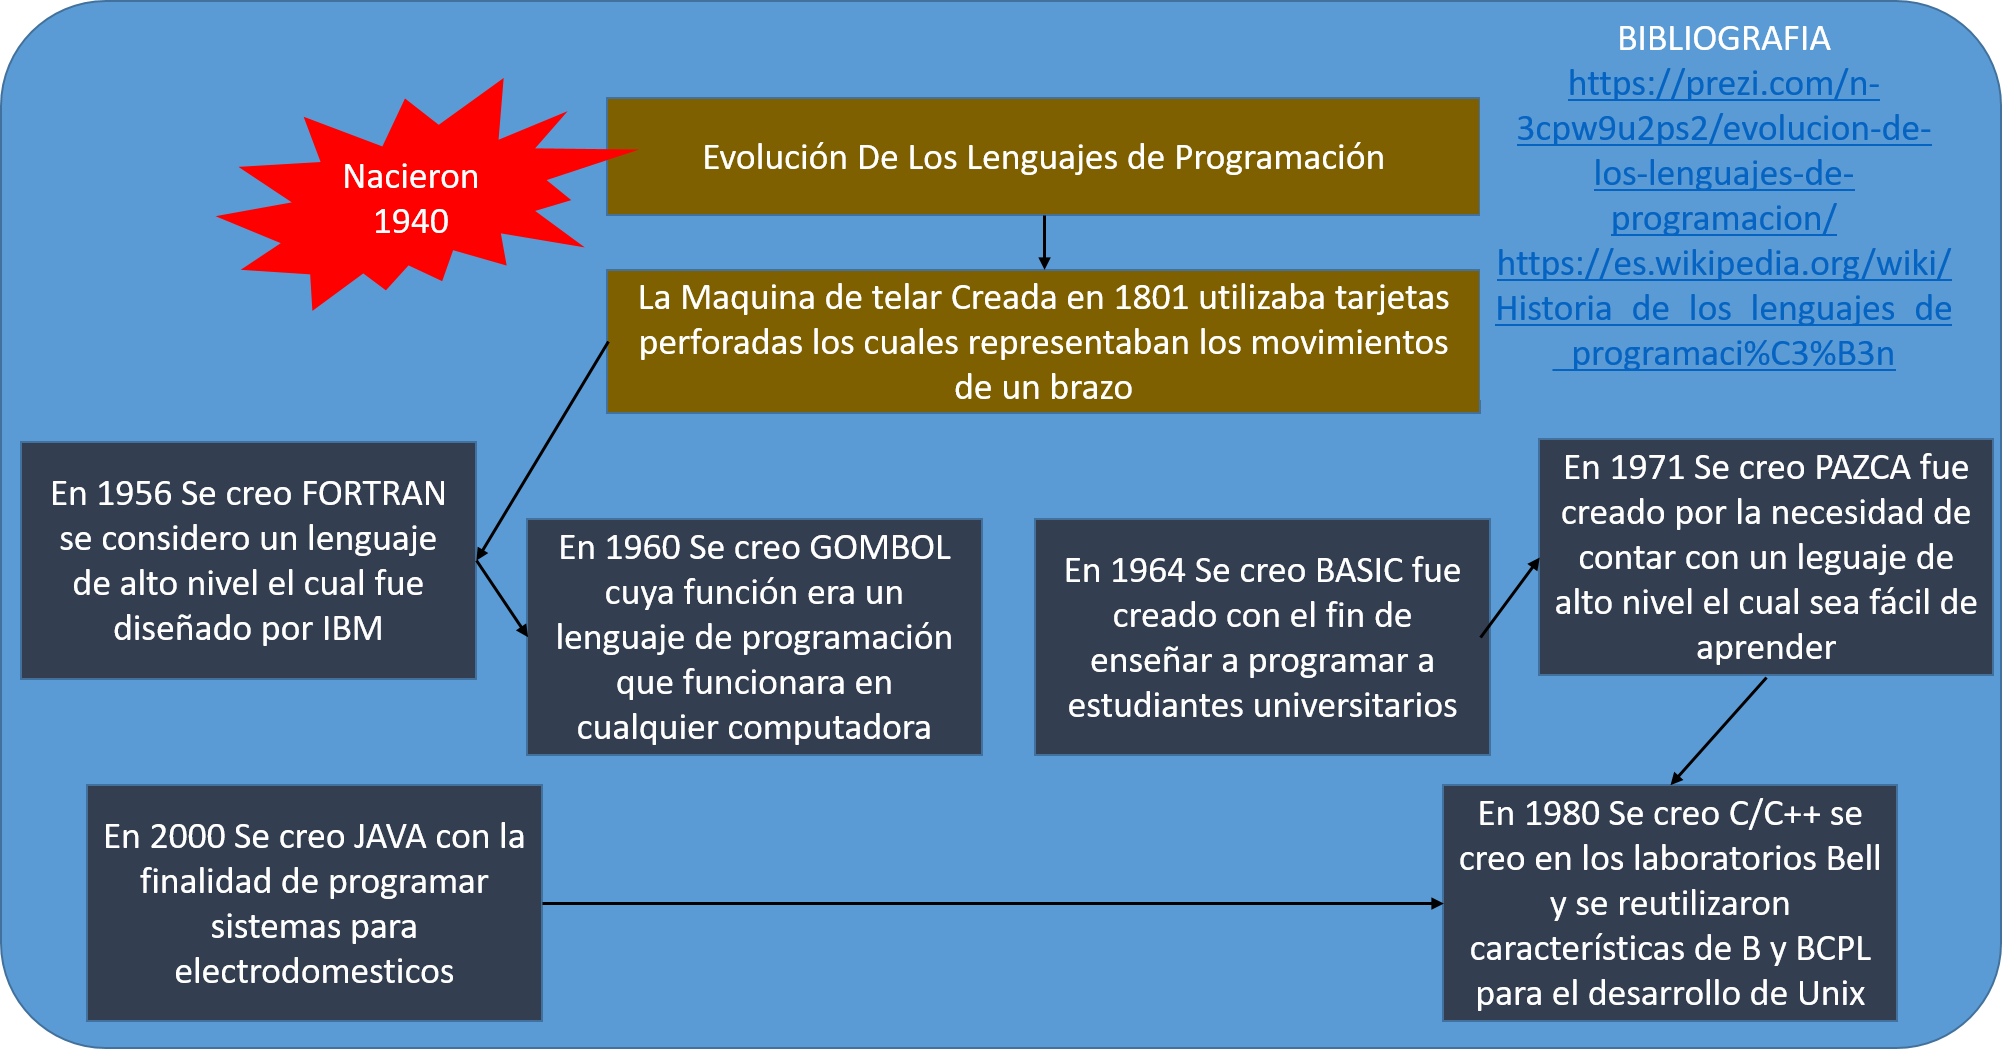 Nacieron
1940
Evolución De Los Lenguajes de Programación
BIBLIOGRAFIA
https://prezi.com/n-
3cpw9u2ps2/evolucion-de-
los-lenguajes-de-
programacion/
https://es.wikipedia.org/wiki/
Historia_de_los_lenguajes_de
_programaci%C3%B3n
La Maquina de telar Creada en 1801 utilizaba tarjetas
perforadas los cuales representaban los movimientos
de un brazo
En 1956 Se creo FORTRAN
se considero un lenguaje
de alto nivel el cual fue
diseñado por IBM
En 1960 Se creo GOMBOL
cuya función era un
lenguaje de programación
que funcionara en
cualquier computadora
En 1964 Se creo BASIC fue
creado con el fin de
enseñar a programar a
estudiantes universitarios
En 1971 Se creo PAZCA fue
creado por la necesidad de
contar con un leguaje de
alto nivel el cual sea fácil de
aprender
En 2000 Se creo JAVA con la
finalidad de programar
sistemas para
electrodomesticos
En 1980 Se creo C/C++ se
creo en los laboratorios Bell
y se reutilizaron
características de B y BCPL
para el desarrollo de Unix